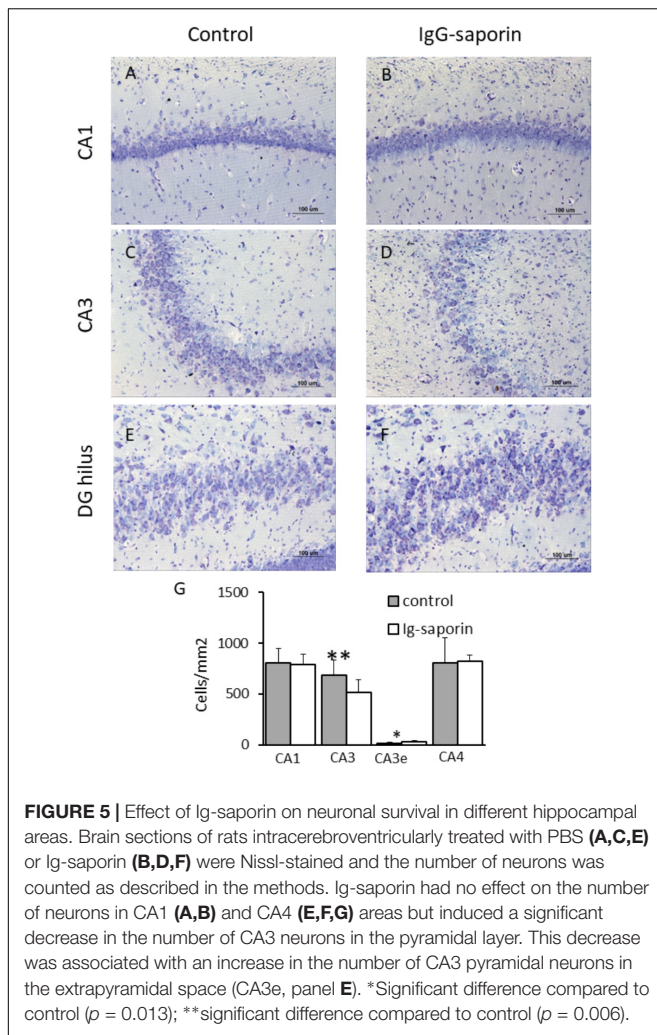 Control IgG-saporin
A B
CA1
100 um 100 um
C D
CA3
100 um 100 um
E F
DG hilus
100 um 100 um
G
1500
control
Ig-saporin
1000
**
Cells/mm2
500
*
0
CA1 CA3 CA3e CA4
FIGURE 5 | Effect of Ig-saporin on neuronal survival in different hippocampal
areas. Brain sections of rats intracerebroventricularly treated with PBS (A,C,E)
or Ig-saporin (B,D,F) were Nissl-stained and the number of neurons was
counted as described in the methods. Ig-saporin had no effect on the number
of neurons in CA1 (A,B) and CA4 (E,F,G) areas but induced a significant
decrease in the number of CA3 neurons in the pyramidal layer. This decrease
was associated with an increase in the number of CA3 pyramidal neurons in
the extrapyramidal space (CA3e, panel E). *Significant difference compared to
control (p = 0.013); **significant difference compared to control (p = 0.006).